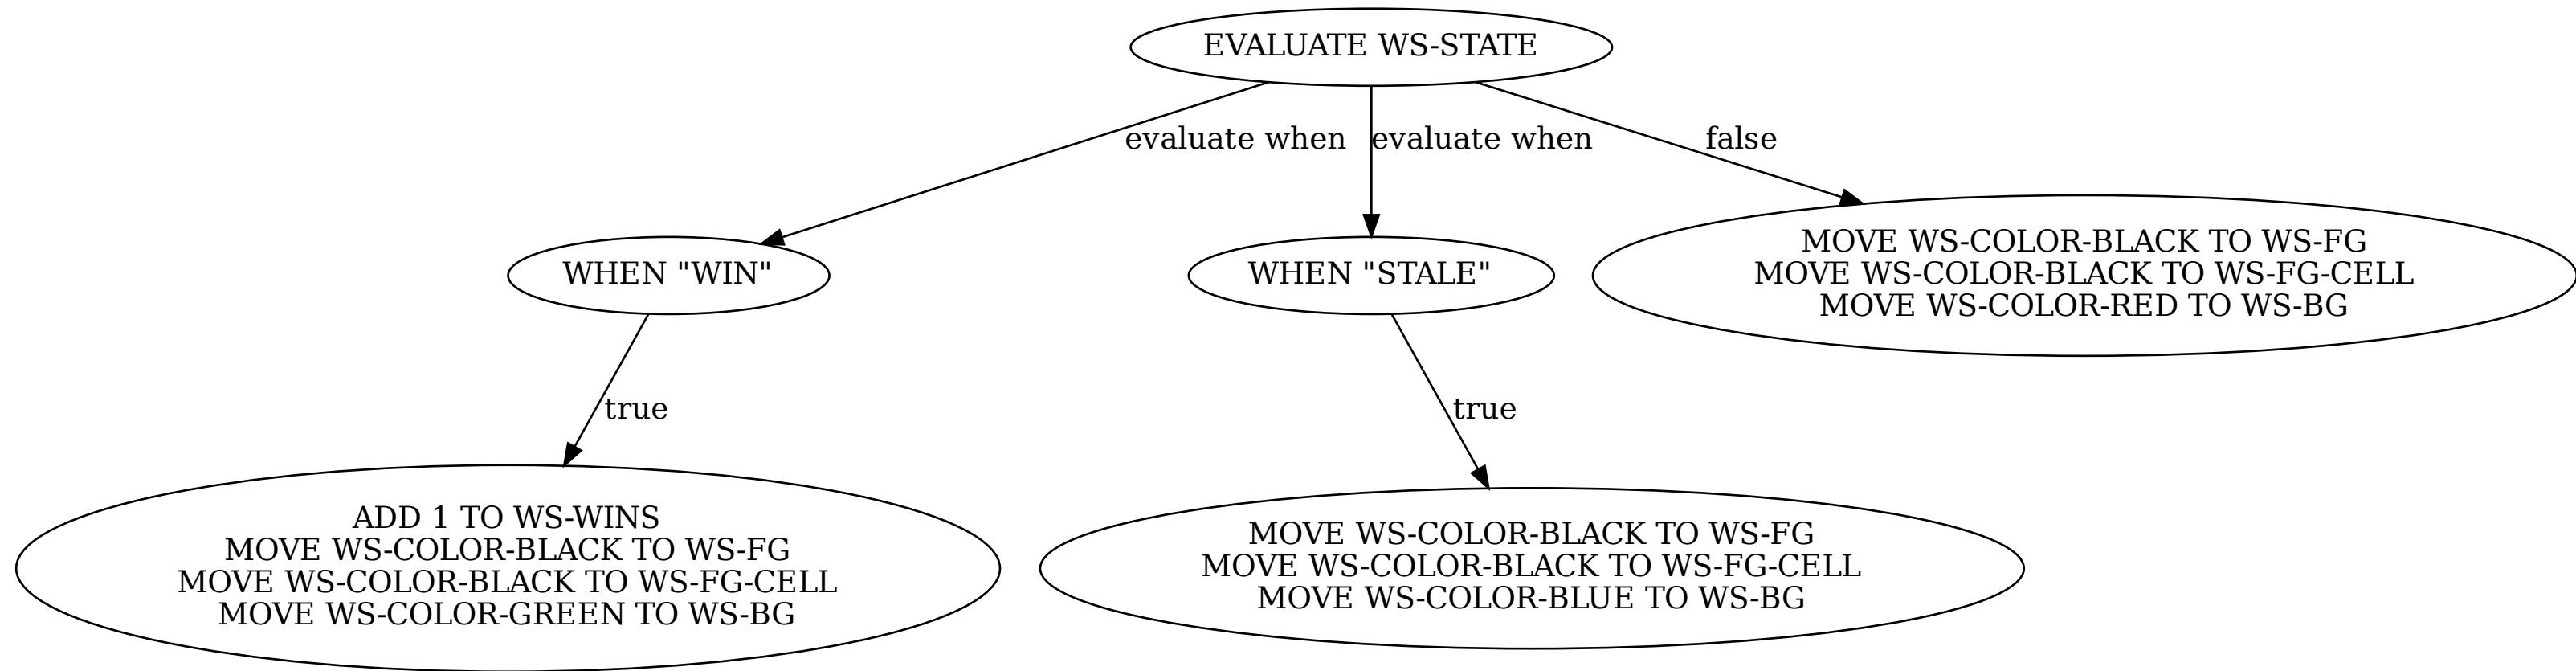 EVALUATE WS-STATE
evaluate when
evaluate when
false
WHEN "WIN"
WHEN "STALE"
MOVE WS-COLOR-BLACK TO WS-FG
MOVE WS-COLOR-BLACK TO WS-FG-CELL
MOVE WS-COLOR-RED TO WS-BG
true
true
ADD 1 TO WS-WINS
MOVE WS-COLOR-BLACK TO WS-FG
MOVE WS-COLOR-BLACK TO WS-FG-CELL
MOVE WS-COLOR-GREEN TO WS-BG
MOVE WS-COLOR-BLACK TO WS-FG
MOVE WS-COLOR-BLACK TO WS-FG-CELL
MOVE WS-COLOR-BLUE TO WS-BG